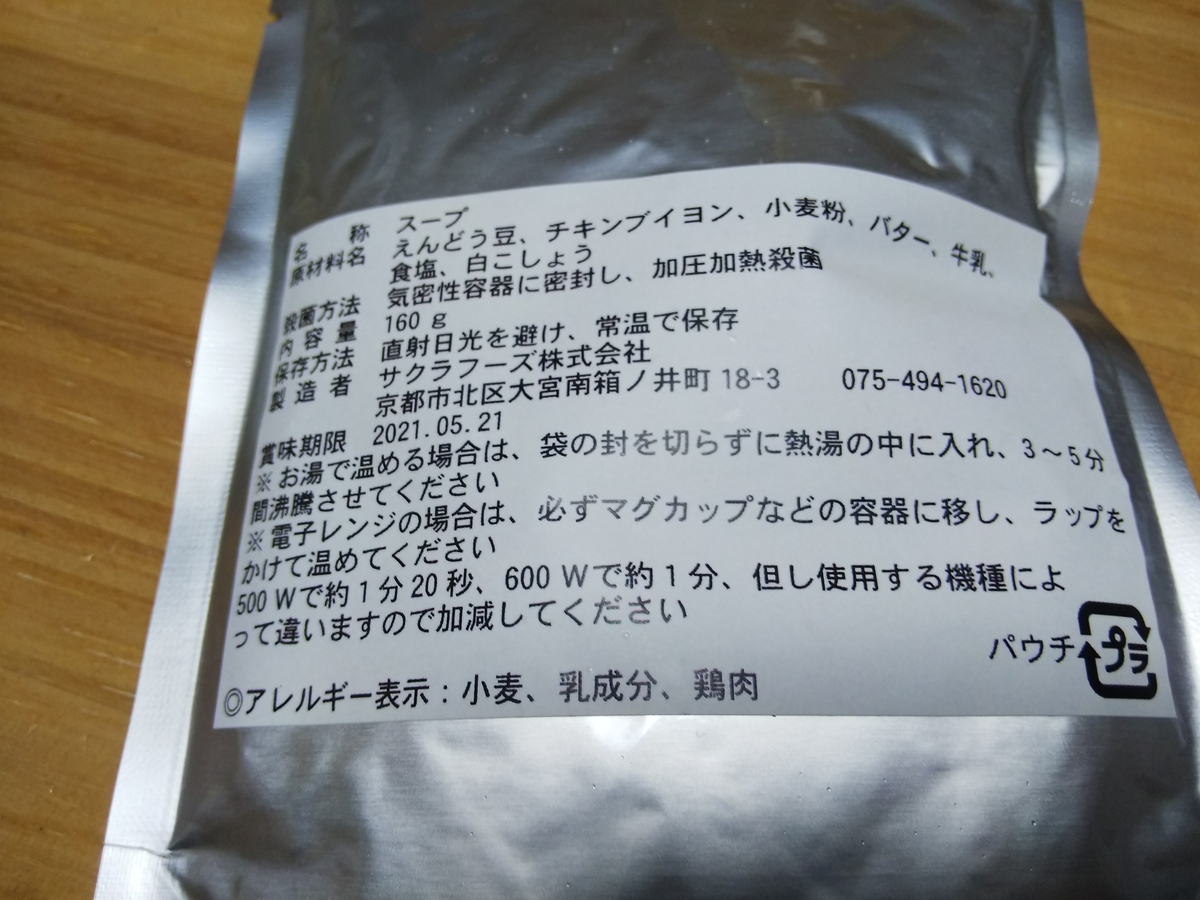 名称 スープ
原材料名 えんどう豆、チキンブイヨン、小麦粉、バター、牛乳、
食塩、白こしょう
殺菌方法 気密性容器に密封し、加圧加熱殺菌
内容量 160 g
保存方法 直射日光を避け、常温で保存
製造者 サクラフーズ株式会社
京都市北区大宮南箱ノ井町 18-3 075-494-1620
賞味期限 2021.05.21
※お湯で温める場合は、袋の封を切らずに熱湯の中に入れ、3～5分
間沸騰させてください
※電子レンジの場合は、必ずマグカップなどの容器に移し、ラップを
かけて温めてください
500 Wで約1分20秒、600 Wで約1分、但し使用する機種によ
って違いますので加減してください
パウチ プラ
◎アレルギー表示：小麦、乳成分、鶏肉